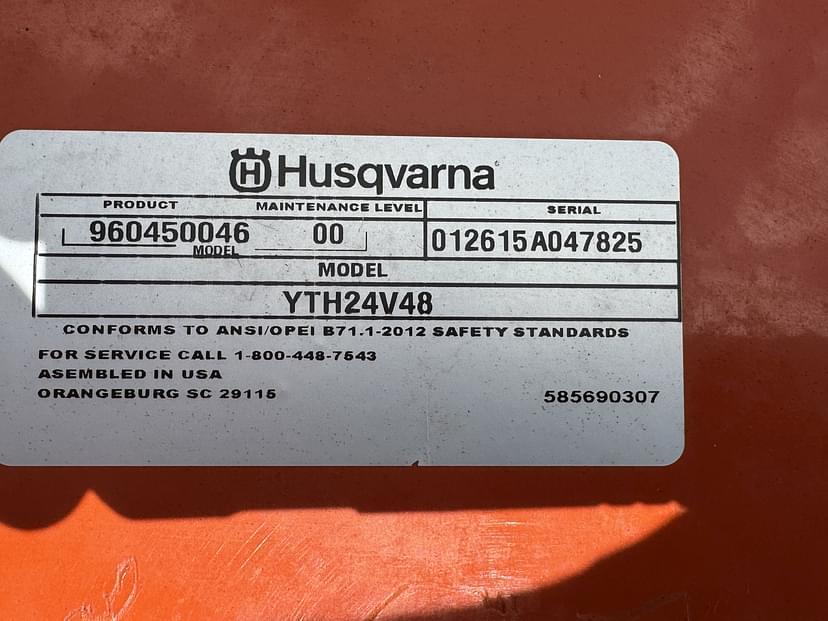 H Husqvarna
PRODUCT MAINTENANCE LEVEL SERIAL
960450046 00 012615A047825
MODEL
MODEL
YTH24V48
CONFORMS TO ANSI/OPEI B71.1-2012 SAFETY STANDARDS
FOR SERVICE CALL 1-800-448-7543
ASEMBLED IN USA
ORANGEBURG SC 29115 585690307